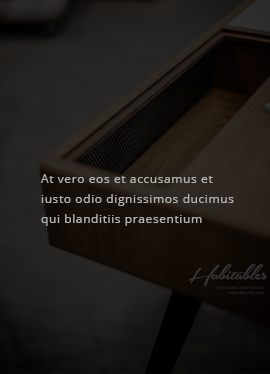 At vero eos et accusamus et
iusto odio dignissimos ducimus
qui blanditiis praesentium
Habitables